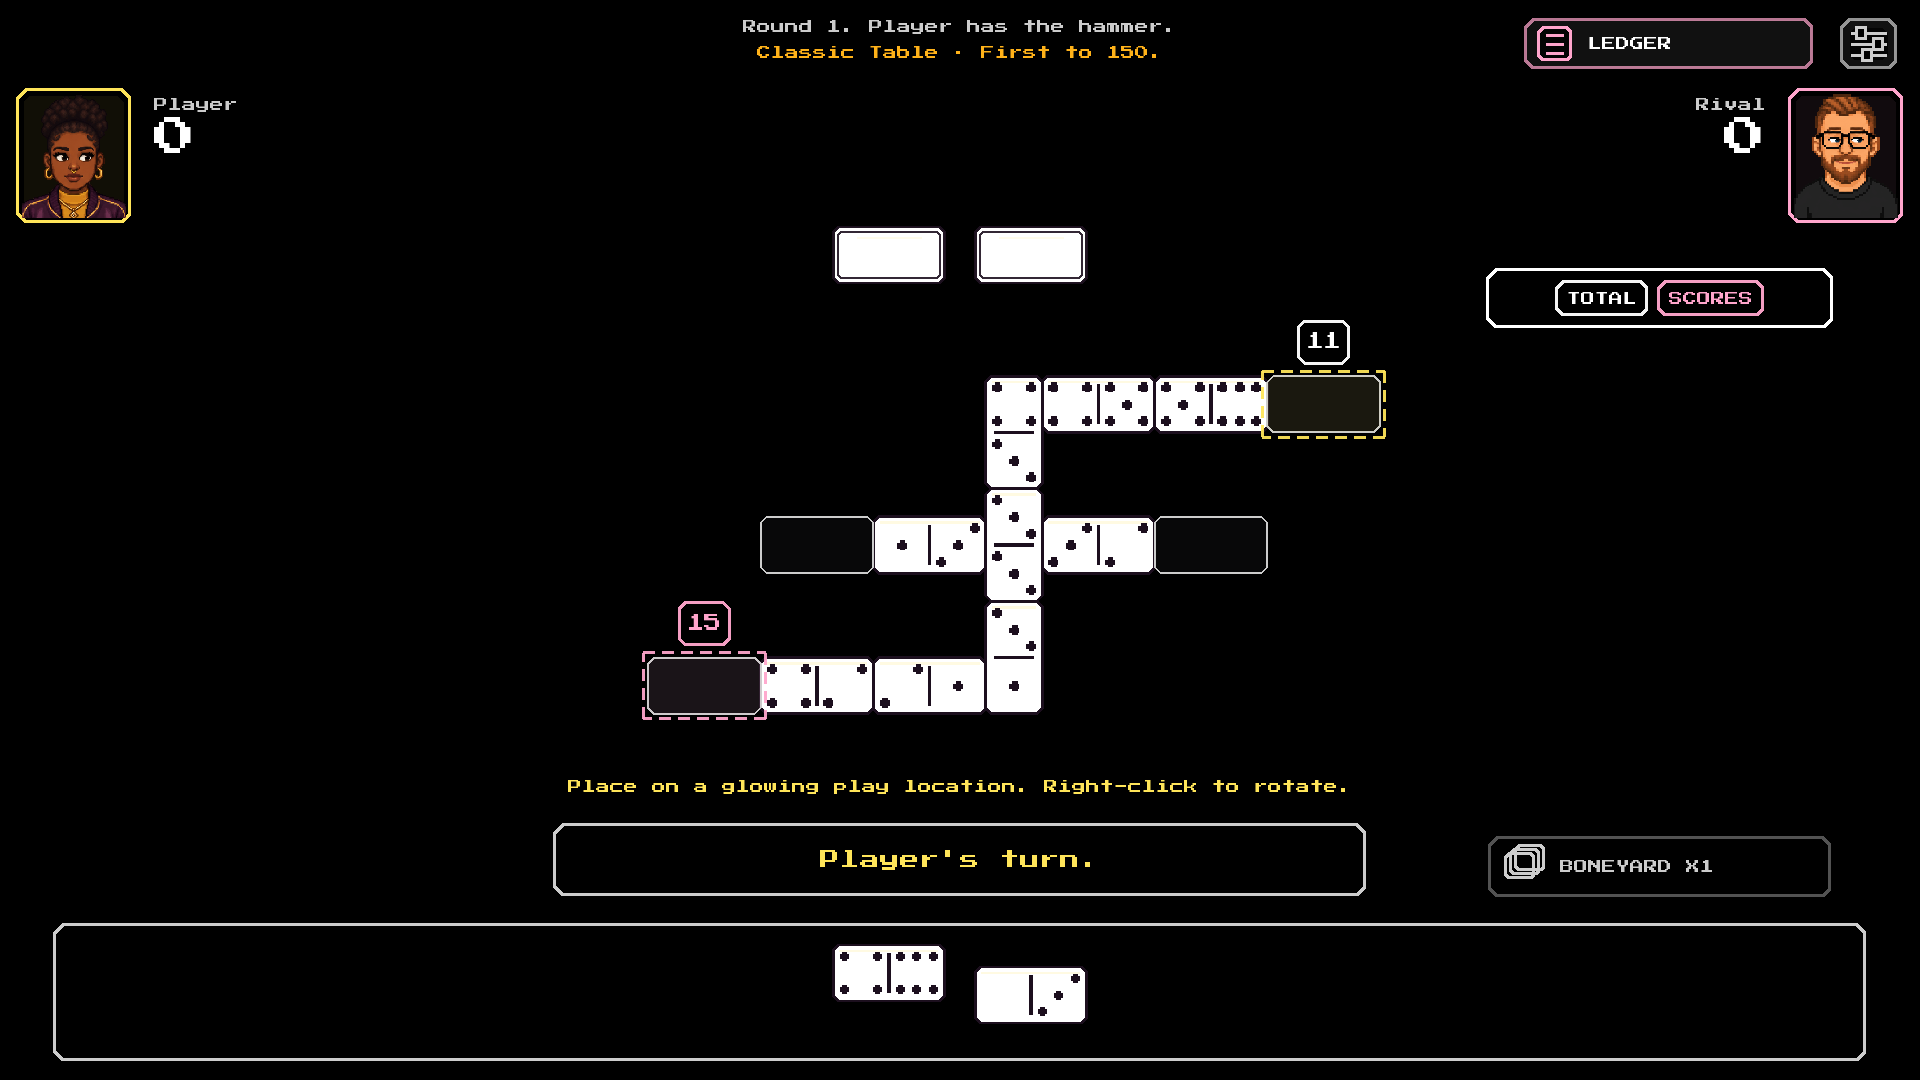 Round 1. Player has the hammer.
Classic Table · First to 150.
LEDGER
Player
0
Rival
0
TOTAL SCORES
11
15
Place on a glowing play location. Right-click to rotate.
Player's turn.
BONEYARD X1